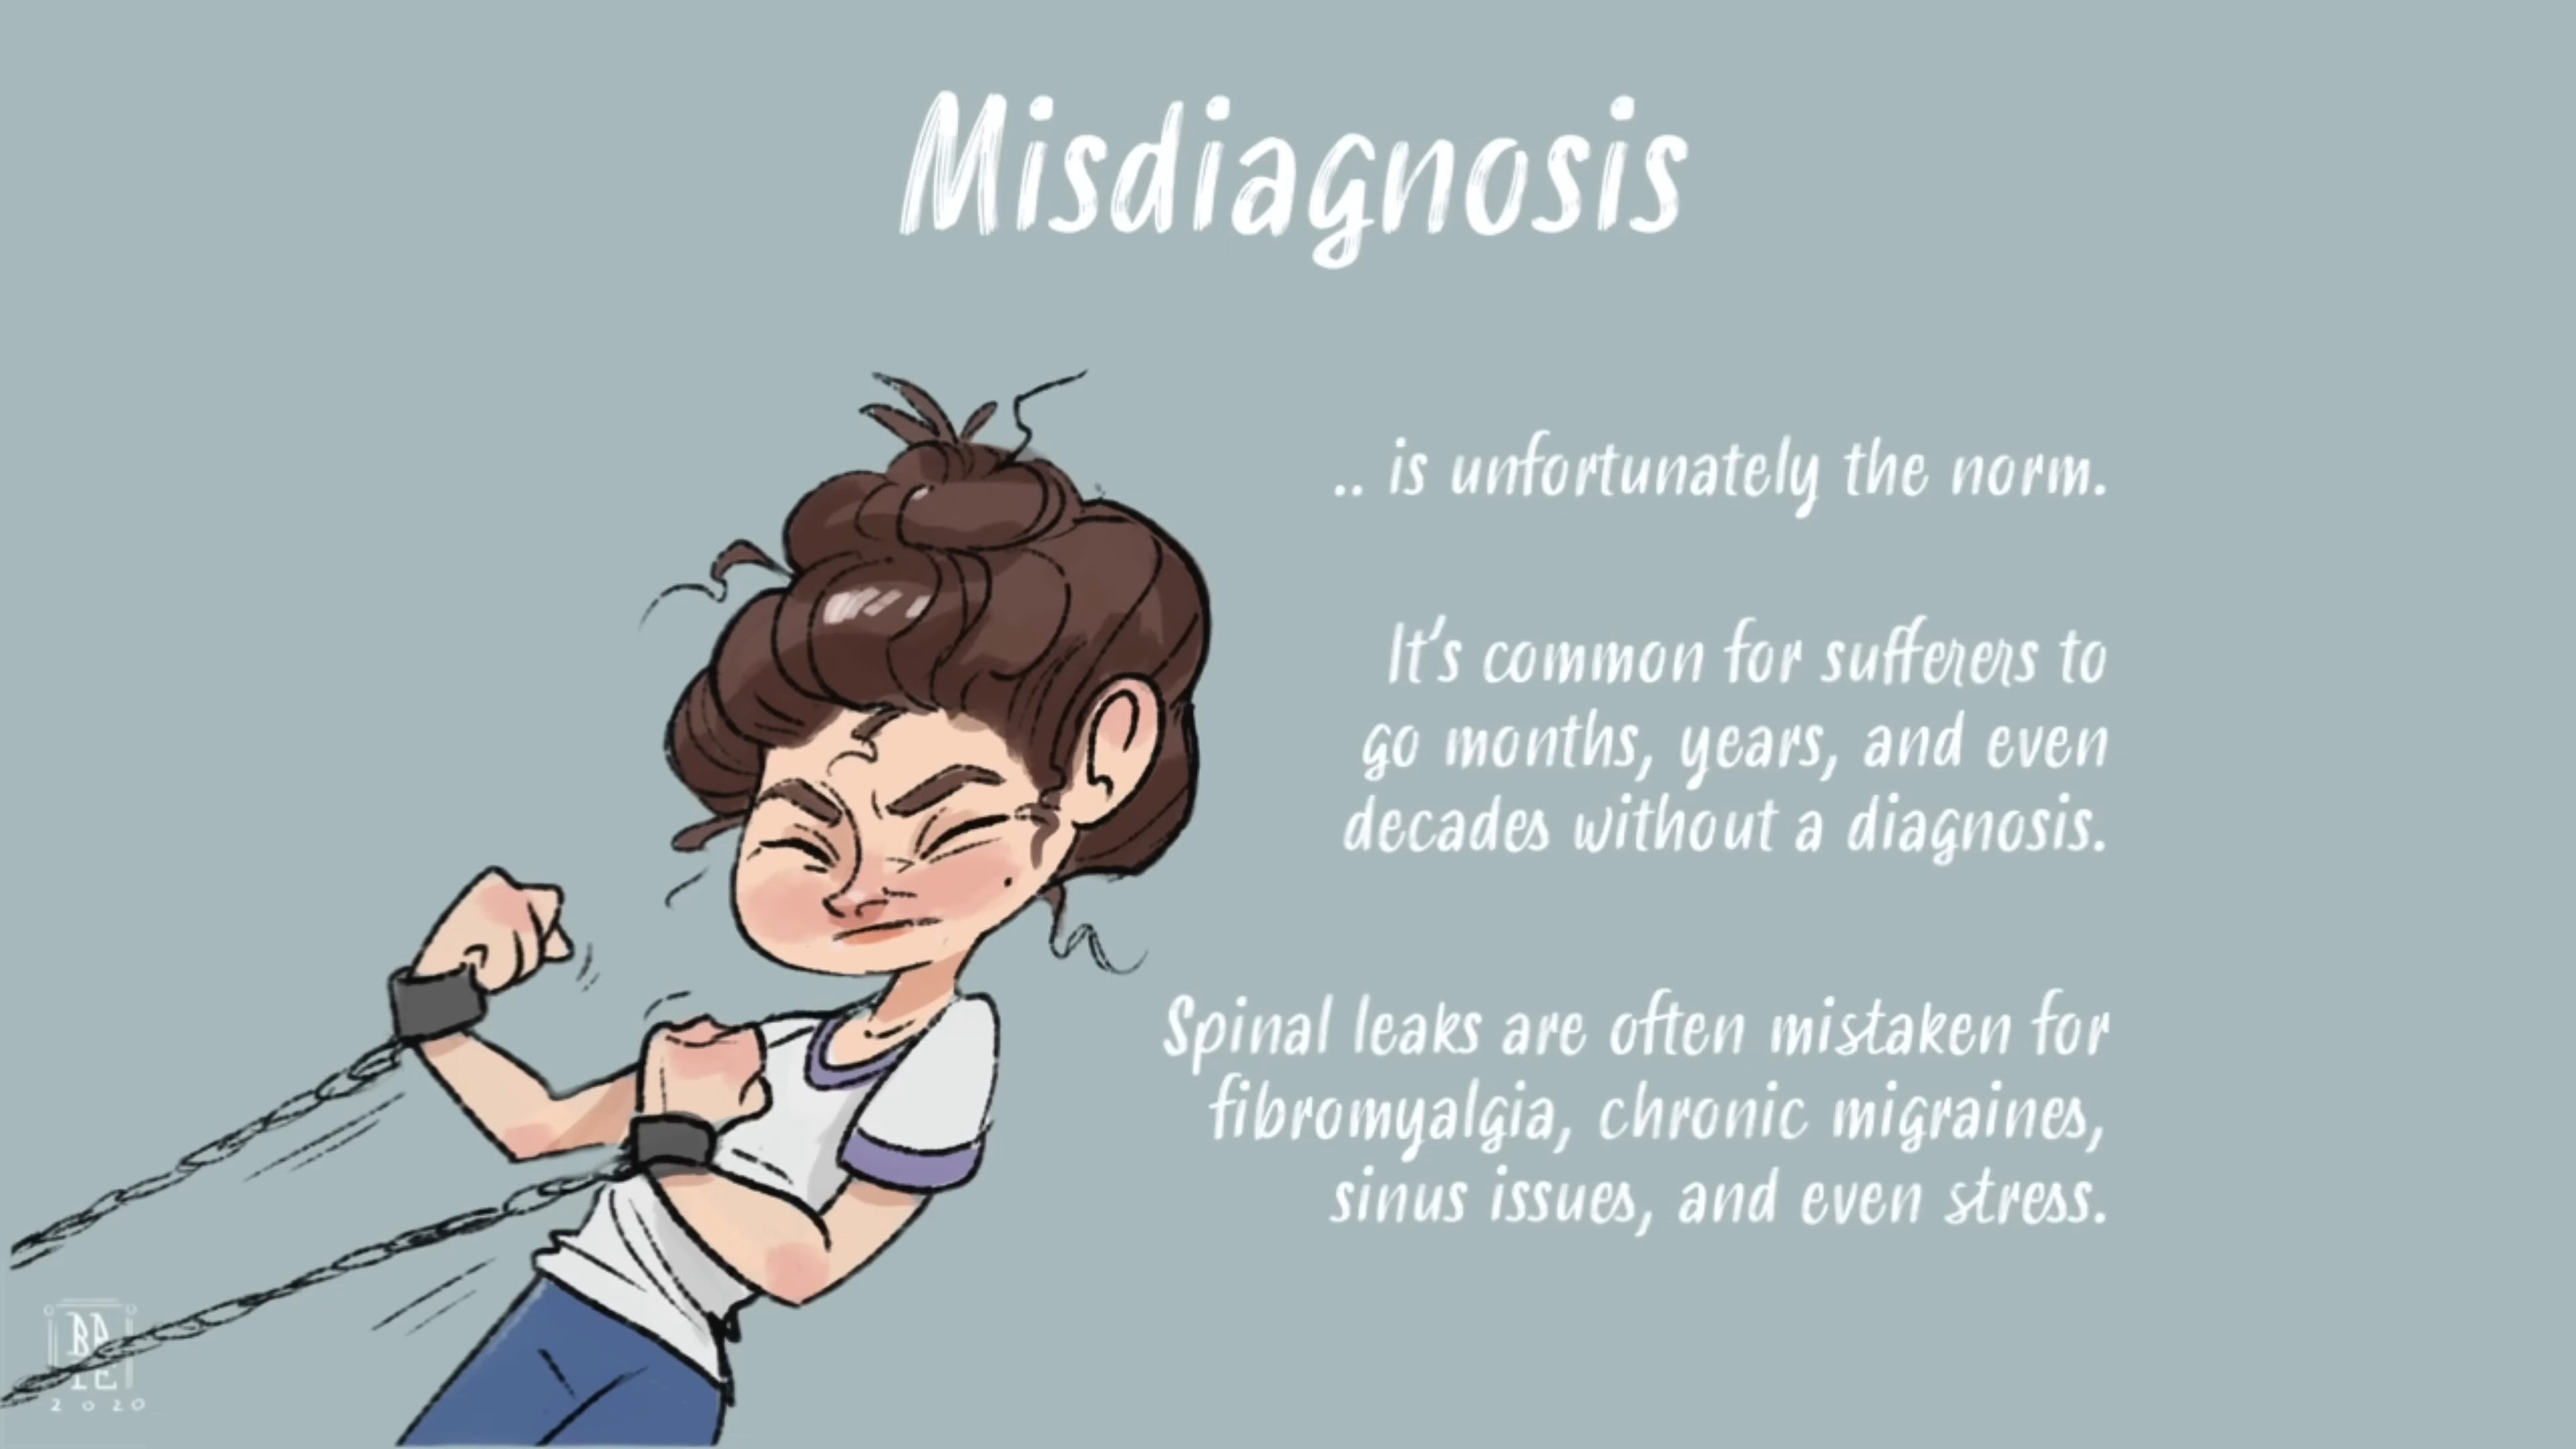 Misdiagnosis
.. is unfortunately the norm.
It's common for sufferers to
go months, years, and even
decades without a diagnosis.
Spinal leaks are often mistaken for
fibromyalgia, chronic migraines,
sinus issues, and even stress.
2020